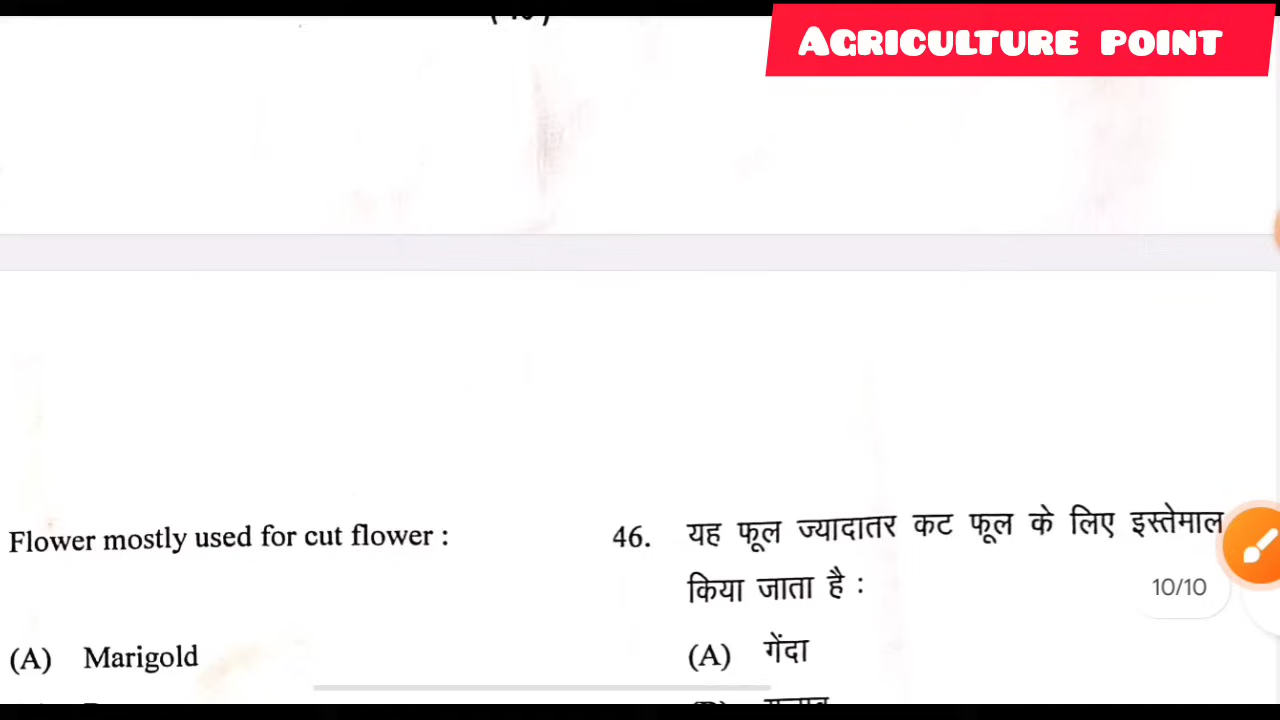 AGRICULTURE POINT
Flower mostly used for cut flower :
46. यह फूल ज्यादातर कट फूल के लिए इस्तेमाल
किया जाता है :
10/10
(A) Marigold
(A) गेंदा